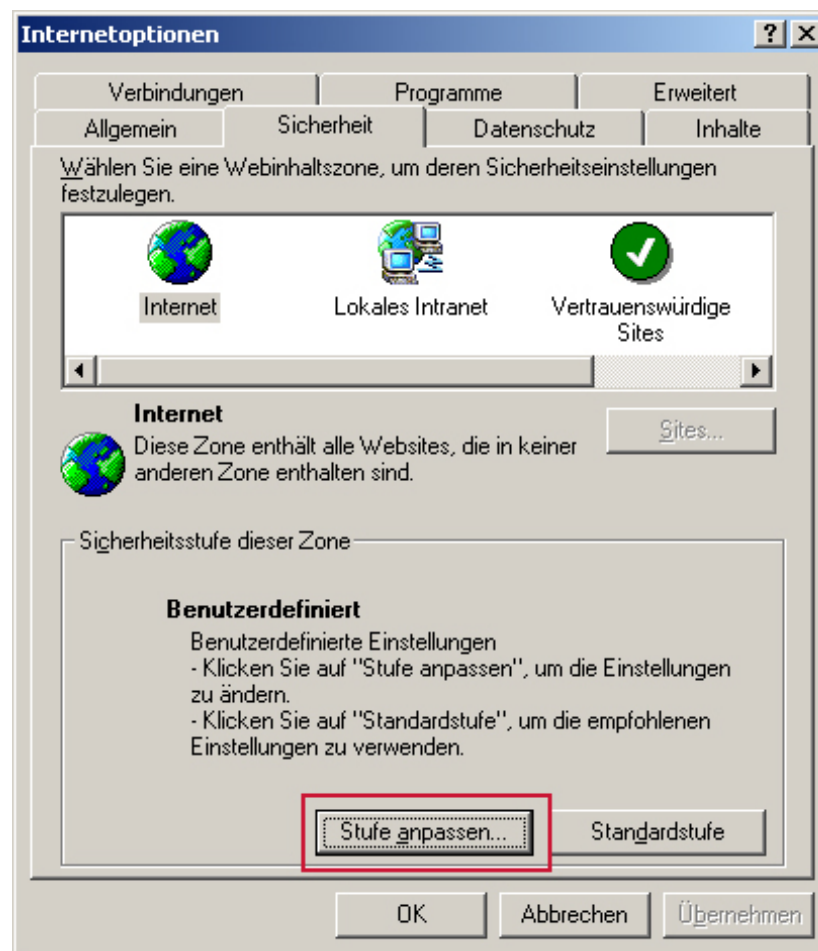 Internetoptionen
Verbindungen Programme Erweitert
Allgemein Sicherheit Datenschutz Inhalte
Wählen Sie eine Webinhaltszone, um deren Sicherheitseinstellungen
festzulegen.
Internet Lokales Intranet Vertrauenswürdige
Sites
Internet
Sites...
Diese Zone enthält alle Websites, die in keiner
anderen Zone enthalten sind.
Sicherheitsstufe dieser Zone
Benutzerdefiniert
Benutzerdefinierte Einstellungen
- Klicken Sie auf "Stufe anpassen", um die Einstellungen
zu ändern.
- Klicken Sie auf "Standardstufe", um die empfohlenen
Einstellungen zu verwenden.
Stufe anpassen... Standardstufe
OK Abbrechen Übernehmen